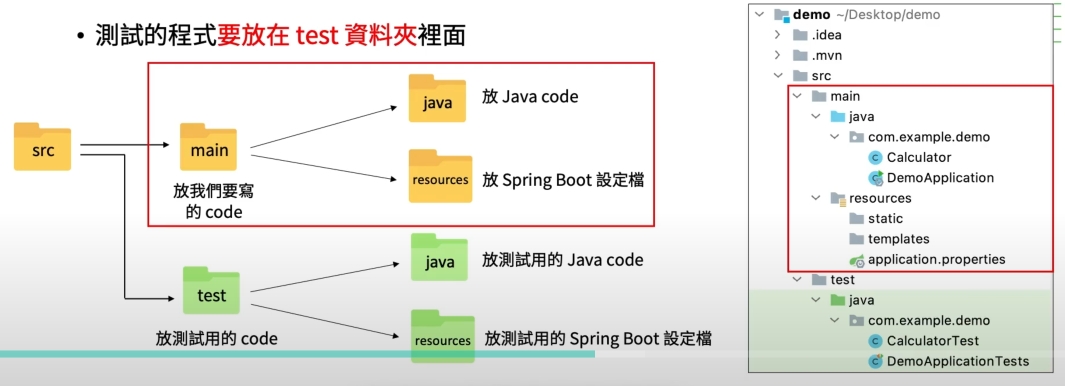 • 測試的程式要放在 test 資料夾裡面
src
main
放我們要寫
的 code
java
放 Java code
resources
放 Spring Boot 設定檔
test
放測試用的 code
java
放測試用的 Java code
resources
放測試用的 Spring Boot 設定檔
demo ~/Desktop/demo
.idea
.mvn
src
main
java
com.example.demo
C Calculator
C DemoApplication
resources
static
templates
application.properties
test
java
com.example.demo
C CalculatorTest
C DemoApplicationTests